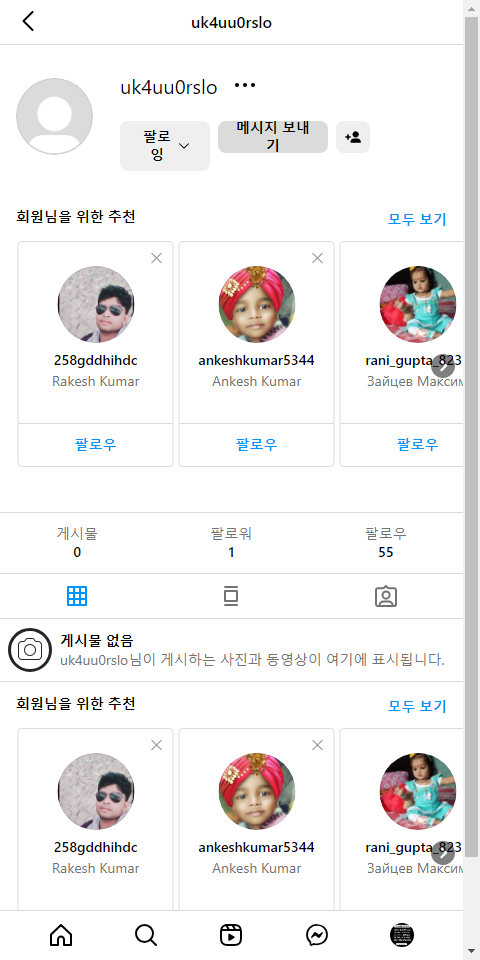 uk4uu0rslo
uk4uu0rslo
팔로
잉
메시지 보내
기
회원님을 위한 추천
모두 보기
258gddhihdc
ankeshkumar5344
rani_gupta_823
Rakesh Kumar
Ankesh Kumar
Зайцев Максим
팔로우
팔로우
팔로우
게시물
팔로워
팔로우
0
1
55
게시물 없음
uk4uu0rslo님이 게시하는 사진과 동영상이 여기에 표시됩니다.
회원님을 위한 추천
모두 보기
258gddhihdc
ankeshkumar5344
rani_gupta_823
Rakesh Kumar
Ankesh Kumar
Зайцев Максим